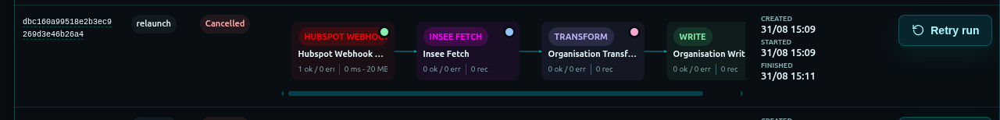 dbc160a99518e2b3ec9
269d3e46b26a4
relaunch
Cancelled
HUBSPOT WEBHOO
Hubspot Webhook ...
1 ok / 0 err | 0 ms - 20 ME
INSEE FETCH
Insee Fetch
0 ok / 0 err | 0 rec
TRANSFORM
Organisation Transf...
0 ok / 0 err | 0 rec
WRITE
Organisation Writ
0 ok / 0 err | 0 rec
CREATED
31/08 15:09
STARTED
31/08 15:09
FINISHED
31/08 15:11
Retry run